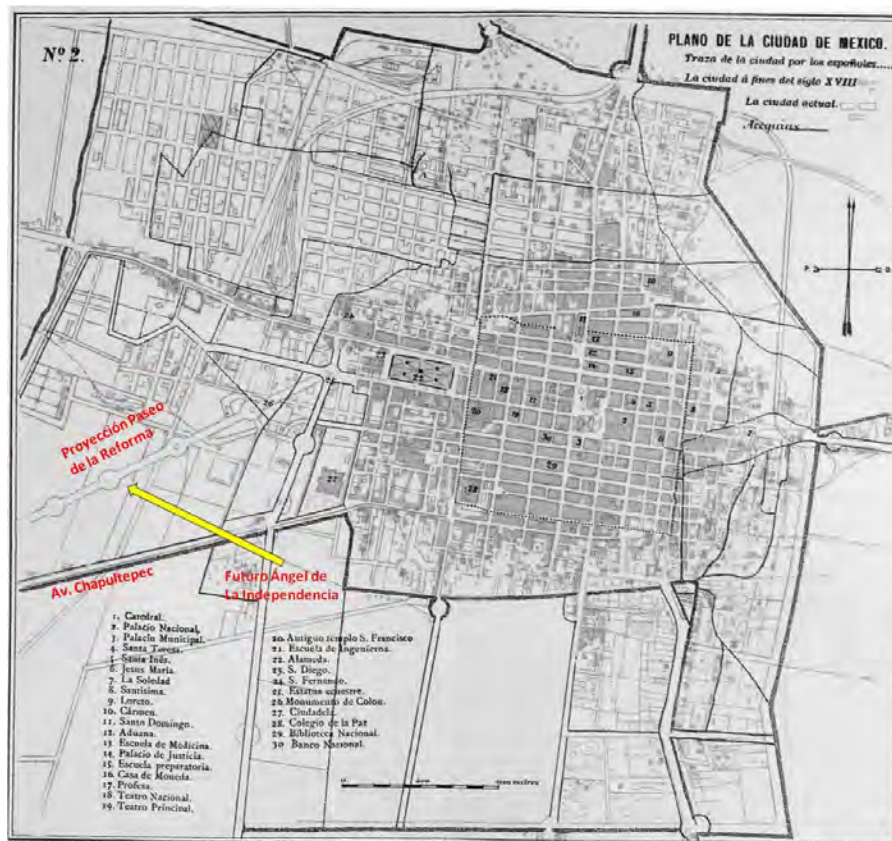 Nº 2.
PLANO DE LA CIUDAD DE MEXICO.
Traza de la ciudad por los españoles.....
La ciudad á fines del siglo XVIII
La ciudad actual.
Acequias
Proyección Paseo
de la Reforma
Av. Chapultepec
Futuro Ángel de
La Independencia
1. Catedral.
2. Palacio Nacional,
3. Palacio Municipal.
4. Santa Teresa.
5. Santa Inés.
6. Jesus María.
7. La Soledad
8. Santísima.
9. Loreto.
10. Cármen.
11. Santo Domingo.
12. Aduana.
13. Escuela de Medicina.
14. Palacio de Justicia.
15. Escuela preparatoria.
16. Casa de Moneda.
17. Profesa.
18. Teatro Nacional.
19. Teatro Principal.
20. Antiguo templo S. Francisco
21. Escuela de Ingenieros.
22. Alameda.
23. S. Diego.
24. S. Fernando.
25. Estatua ecuestre.
26. Monumento de Colon.
27. Ciudadela.
28. Colegio de la Paz
29. Biblioteca Nacional.
30 Banco Nacional.